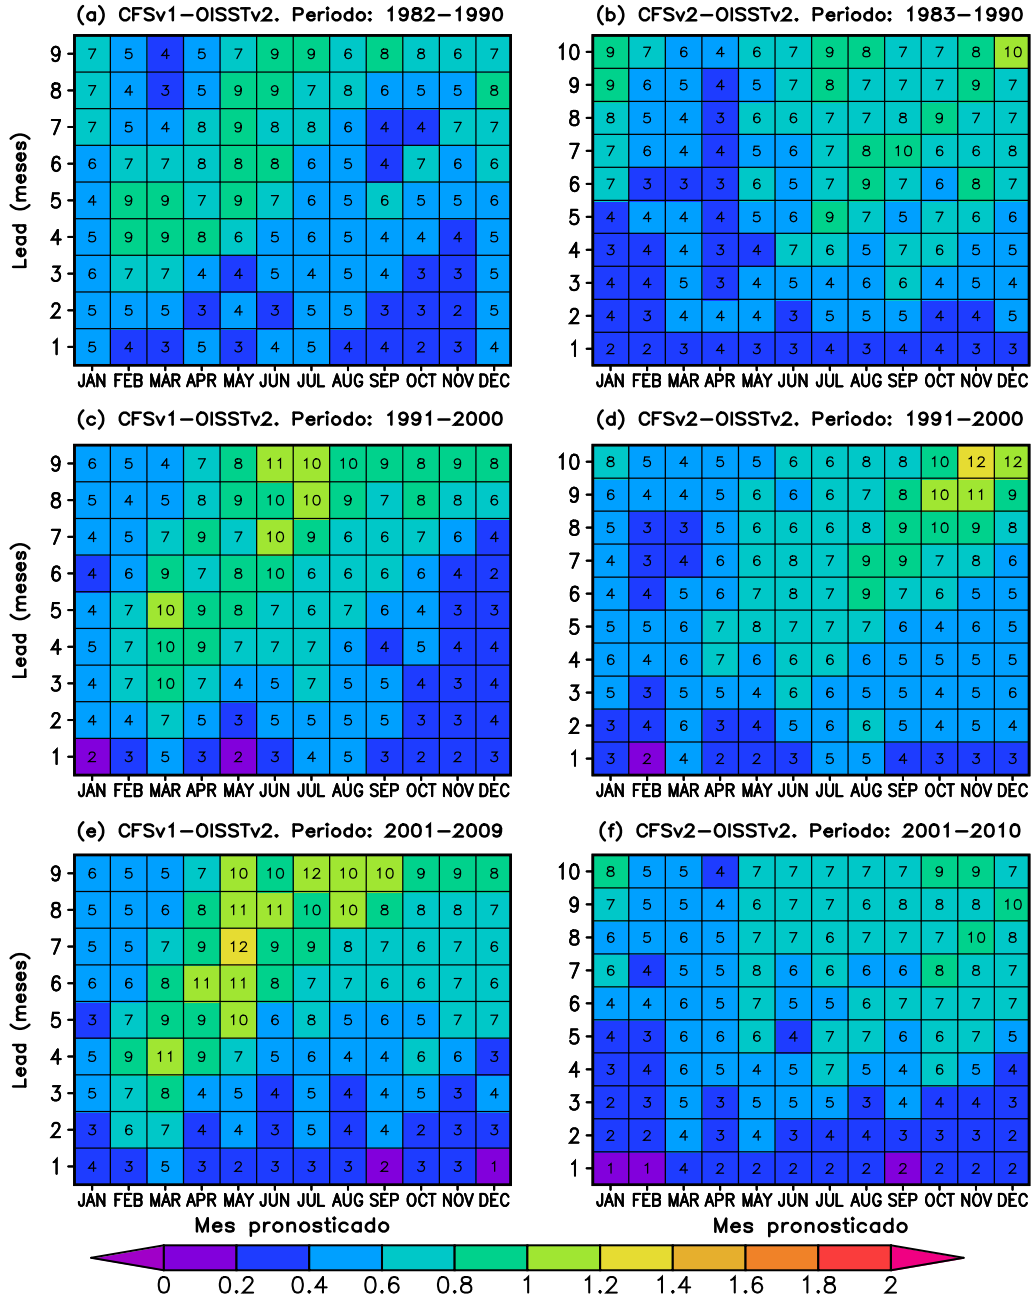 (a) CFSv1−OISSTv2. Periodo: 1982−1990
9 7 5 4 5 7 9 9 6 8 8 6 7
8 7 4 3 5 9 9 7 8 6 5 5 8
7 7 5 4 8 9 8 8 6 4 4 7 7
6 6 7 7 8 8 8 6 5 4 7 6 6
5 4 9 9 7 9 7 6 5 6 5 5 6
4 5 9 9 8 6 5 6 5 4 4 4 5
3 6 7 7 4 4 5 4 5 4 3 3 5
2 5 5 5 3 4 3 5 5 3 3 2 5
1 5 4 3 5 3 4 5 4 4 2 3 4
JAN FEB MAR APR MAY JUN JUL AUG SEP OCT NOV DEC
Lead (meses)
(b) CFSv2−OISSTv2. Periodo: 1983−1990
10 9 7 6 4 6 7 9 8 7 7 8 10
9 9 6 5 4 5 7 8 7 7 7 9 7
8 8 5 4 3 6 6 7 7 8 9 7 7
7 7 6 4 4 5 6 7 8 10 6 6 8
6 7 3 3 3 6 5 7 9 7 6 8 7
5 4 4 4 4 5 6 9 7 5 7 6 6
4 3 4 4 3 4 7 6 5 7 6 5 5
3 4 4 5 3 4 5 4 6 6 4 5 4
2 4 3 4 4 4 3 5 5 5 4 4 5
1 2 2 3 4 3 3 4 3 4 4 3 3
JAN FEB MAR APR MAY JUN JUL AUG SEP OCT NOV DEC
(c) CFSv1−OISSTv2. Periodo: 1991−2000
9 6 5 4 7 8 11 10 10 9 8 9 8
8 5 4 5 8 9 10 10 9 7 8 8 6
7 4 5 7 9 7 10 9 6 6 7 6 4
6 4 6 9 7 8 10 6 6 6 6 4 2
5 4 7 10 9 8 7 6 7 6 4 3 3
4 5 7 10 9 7 7 7 6 4 5 4 4
3 4 7 10 7 4 5 7 5 5 4 3 4
2 4 4 7 5 3 5 5 5 5 3 3 4
1 2 3 5 3 2 3 4 5 3 2 2 3
JAN FEB MAR APR MAY JUN JUL AUG SEP OCT NOV DEC
Lead (meses)
(d) CFSv2−OISSTv2. Periodo: 1991−2000
10 8 5 4 5 5 6 6 8 8 10 12 12
9 6 4 4 5 6 6 6 7 8 10 11 9
8 5 3 3 5 6 6 6 8 9 10 9 8
7 4 3 4 6 6 7 7 9 9 7 8 6
6 4 4 5 6 7 8 7 9 7 6 5 5
5 5 5 6 7 8 7 7 7 6 4 6 5
4 6 4 6 7 6 6 6 6 5 5 5 5
3 5 3 5 5 4 6 6 5 5 4 5 6
2 3 4 6 3 4 5 6 6 5 4 5 4
1 3 2 4 2 2 3 5 5 4 3 3 3
JAN FEB MAR APR MAY JUN JUL AUG SEP OCT NOV DEC
(e) CFSv1−OISSTv2. Periodo: 2001−2009
9 6 5 5 7 10 10 12 10 10 9 9 8
8 5 5 6 8 11 11 10 10 8 8 8 7
7 5 5 7 9 12 9 9 8 7 6 7 6
6 6 6 8 11 11 8 7 7 6 6 7 6
5 3 7 9 9 10 6 8 5 6 5 7 7
4 5 9 11 9 7 5 6 4 4 6 6 3
3 5 7 8 4 5 4 5 4 4 5 3 4
2 3 6 7 4 4 3 5 4 4 2 3 3
1 4 3 5 3 2 3 3 3 2 3 3 1
JAN FEB MAR APR MAY JUN JUL AUG SEP OCT NOV DEC
Lead (meses)
Mes pronosticado
(f) CFSv2−OISSTv2. Periodo: 2001−2010
10 8 5 5 4 7 7 7 7 7 9 9 7
9 7 5 5 4 6 7 7 6 8 8 8 10
8 6 5 6 5 7 7 6 7 7 7 10 8
7 6 4 5 5 8 6 6 6 6 8 8 7
6 4 4 6 5 7 5 5 6 7 7 7 7
5 4 3 6 6 6 4 7 7 6 6 7 5
4 3 4 6 5 4 5 7 5 4 6 5 4
3 2 3 5 3 5 5 5 3 4 4 4 3
2 2 2 4 3 4 3 4 4 3 3 3 2
1 1 1 4 2 2 2 2 2 2 2 2 2
JAN FEB MAR APR MAY JUN JUL AUG SEP OCT NOV DEC
Mes pronosticado
0 0.2 0.4 0.6 0.8 1 1.2 1.4 1.6 1.8 2